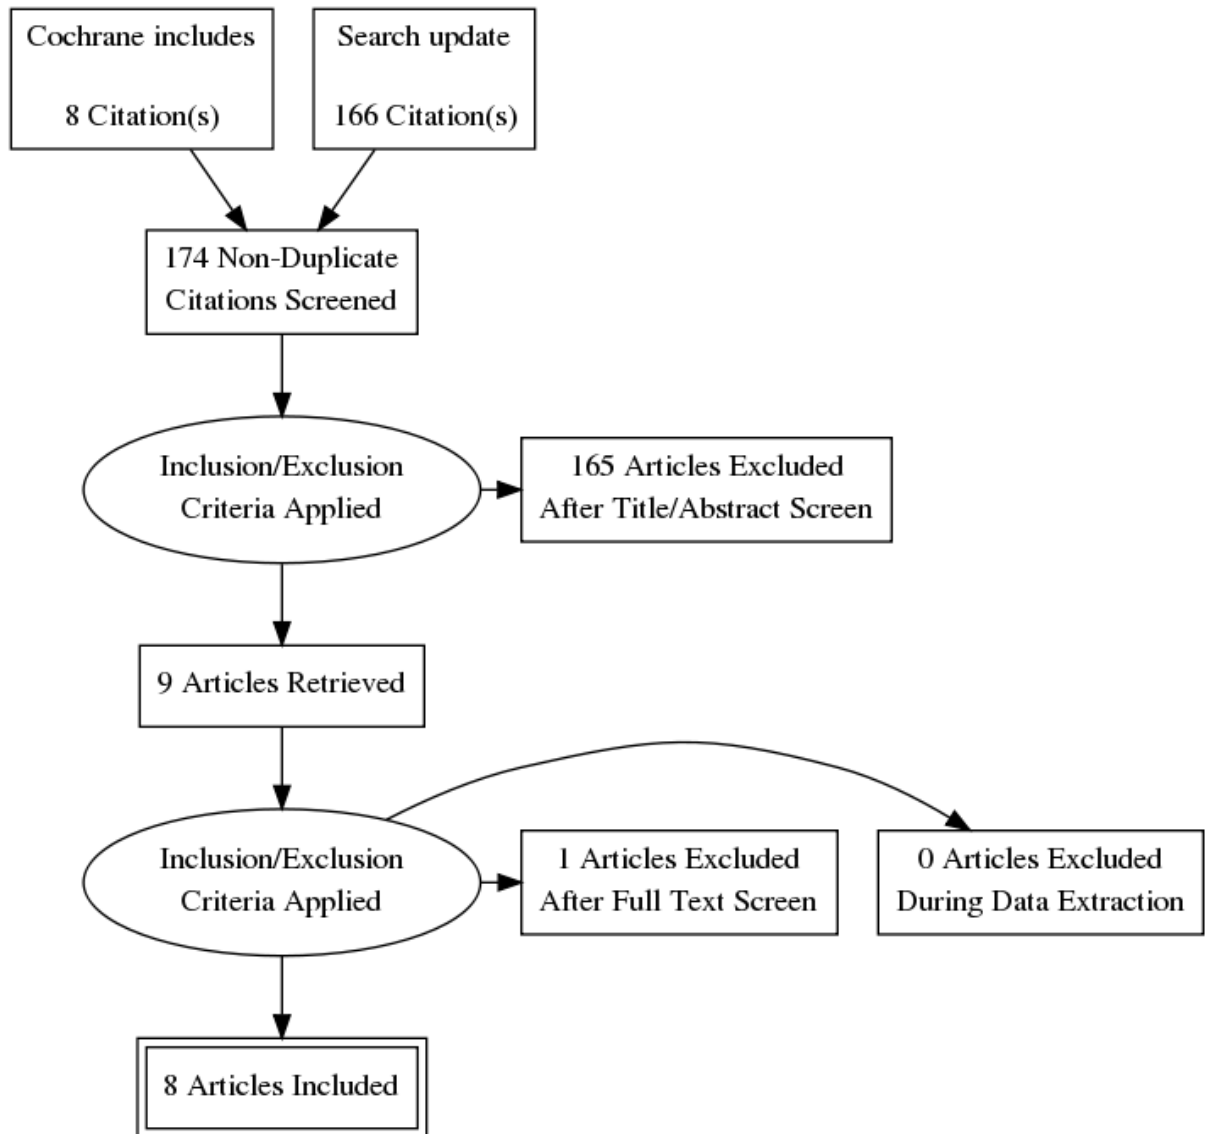 Cochrane includes
8 Citation(s)
Search update
166 Citation(s)
174 Non-Duplicate
Citations Screened
Inclusion/Exclusion
Criteria Applied
165 Articles Excluded
After Title/Abstract Screen
9 Articles Retrieved
Inclusion/Exclusion
Criteria Applied
1 Articles Excluded
After Full Text Screen
0 Articles Excluded
During Data Extraction
8 Articles Included